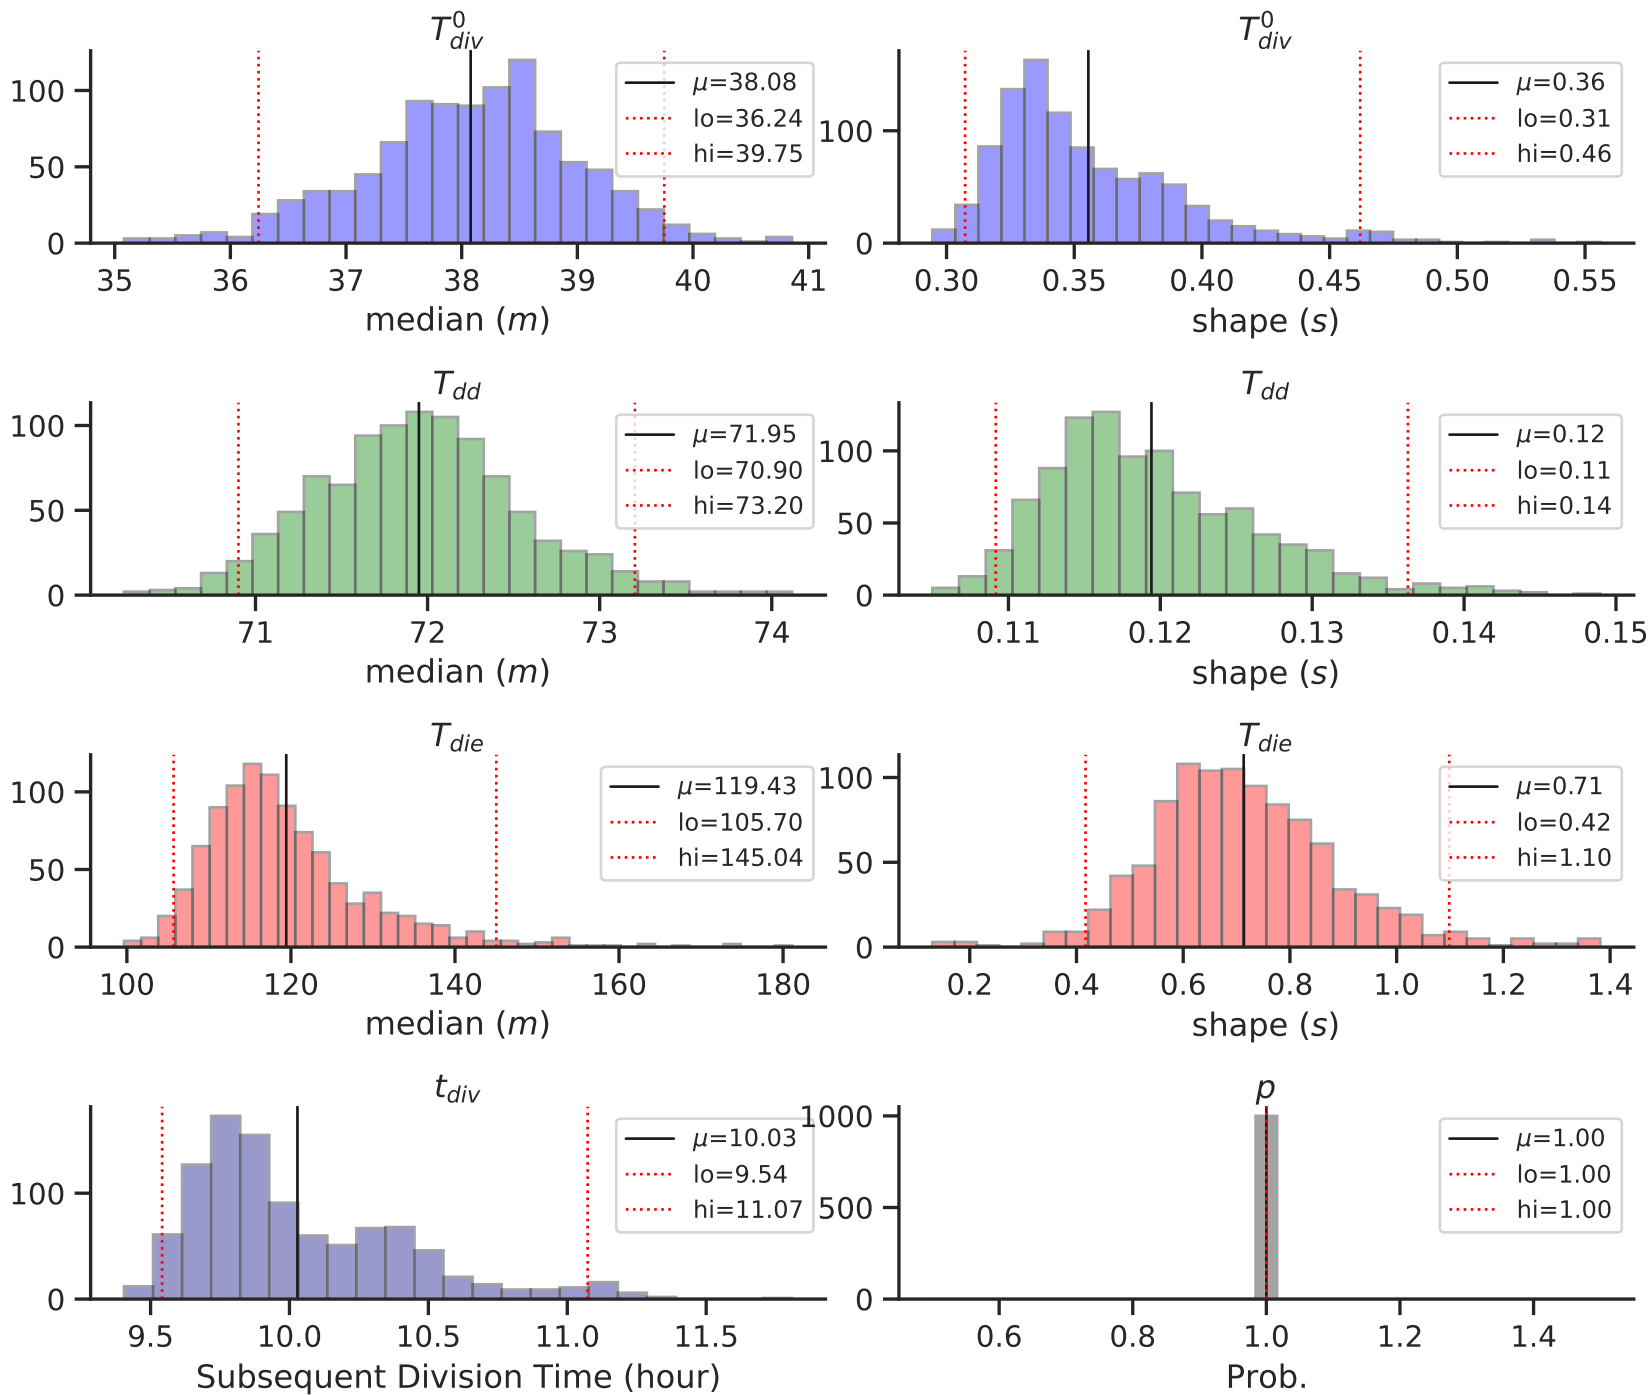 T⁰div
100
50
0
μ=38.08
lo=36.24
hi=39.75
35 36 37 38 39 40 41
median (m)
T⁰div
100
0
μ=0.36
lo=0.31
hi=0.46
0.30 0.35 0.40 0.45 0.50 0.55
shape (s)
Tdd
100
50
0
μ=71.95
lo=70.90
hi=73.20
71 72 73 74
median (m)
Tdd
100
50
0
μ=0.12
lo=0.11
hi=0.14
0.11 0.12 0.13 0.14 0.15
shape (s)
Tdie
100
50
0
μ=119.43
lo=105.70
hi=145.04
100 120 140 160 180
median (m)
Tdie
100
50
0
μ=0.71
lo=0.42
hi=1.10
0.2 0.4 0.6 0.8 1.0 1.2 1.4
shape (s)
tdiv
100
0
μ=10.03
lo=9.54
hi=11.07
9.5 10.0 10.5 11.0 11.5
Subsequent Division Time (hour)
p
1000
500
0
μ=1.00
lo=1.00
hi=1.00
0.6 0.8 1.0 1.2 1.4
Prob.